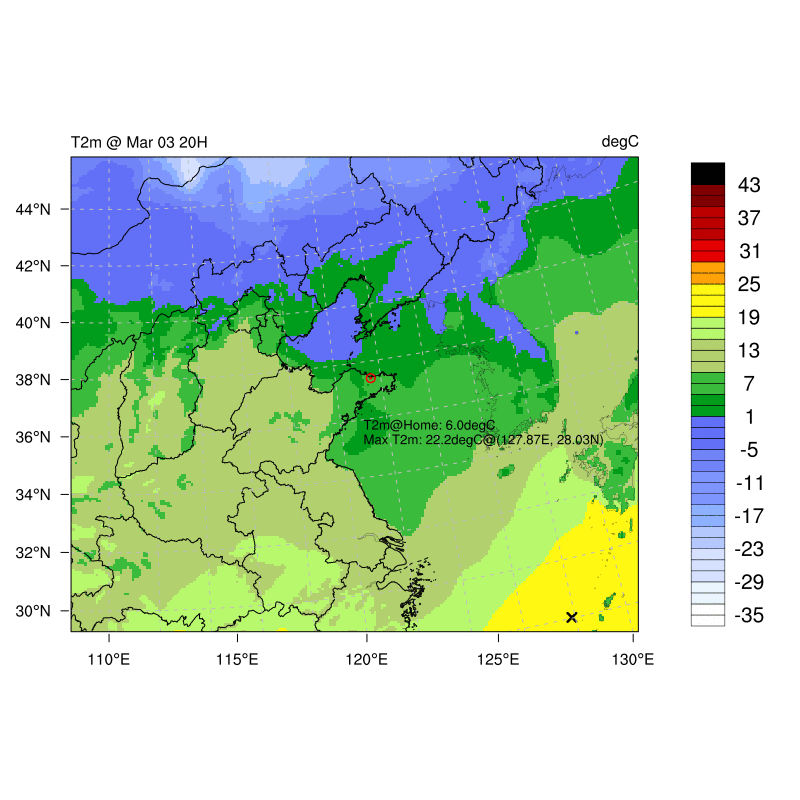 T2m @ Mar 03 20H
degC
44°N
42°N
40°N
38°N
36°N
34°N
32°N
30°N
110°E
115°E
120°E
125°E
130°E
T2m@Home: 6.0degC
Max T2m: 22.2degC@(127.87E, 28.03N)
43
37
31
25
19
13
7
1
-5
-11
-17
-23
-29
-35